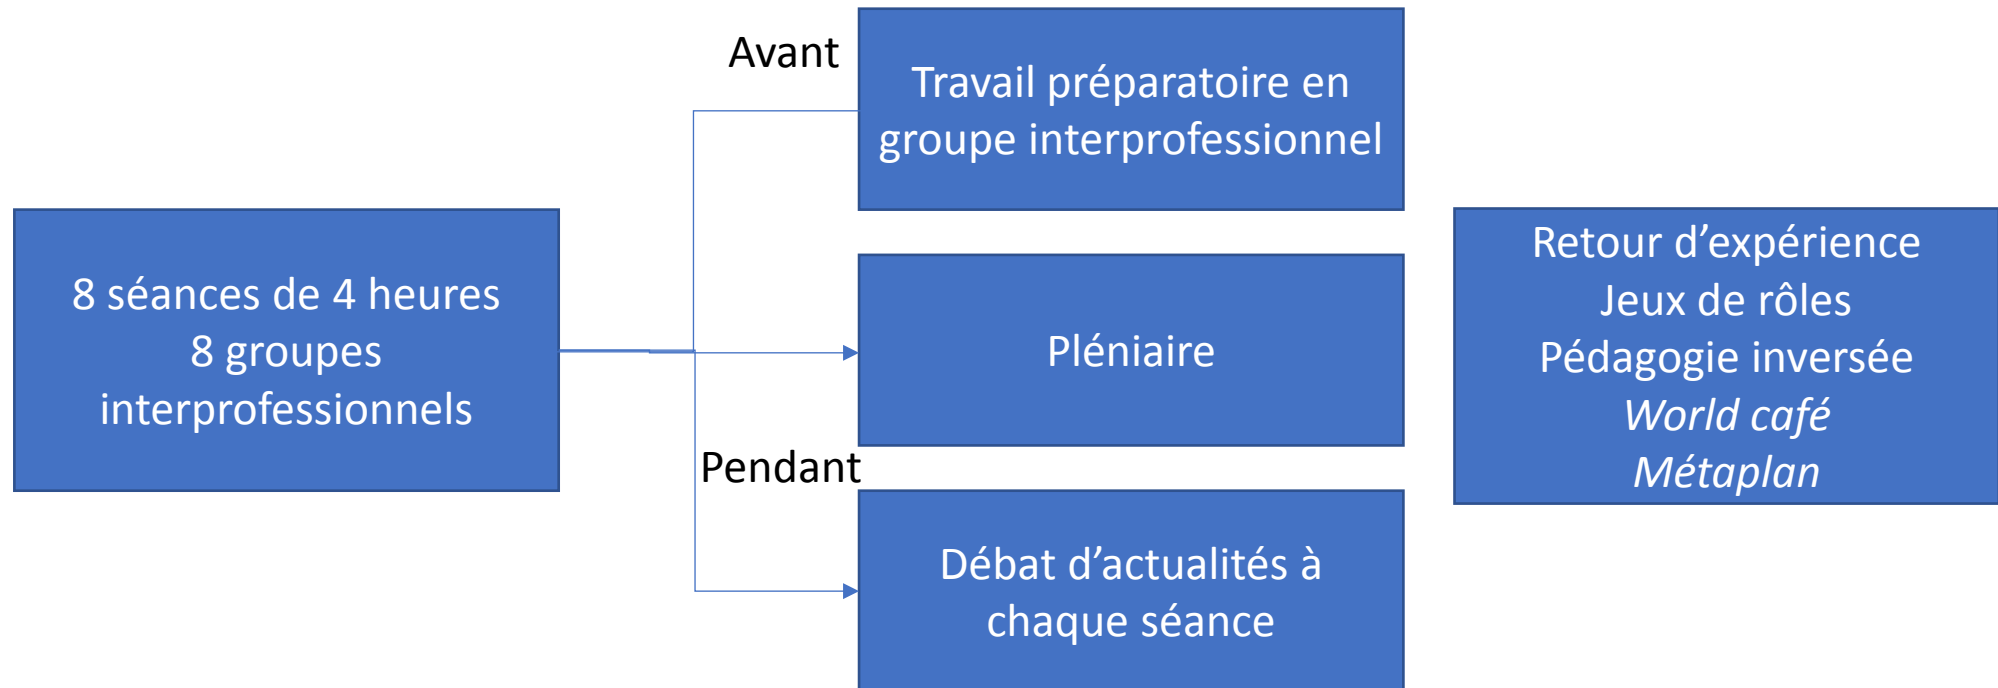 Avant
Travail préparatoire en
groupe interprofessionnel
8 séances de 4 heures
8 groupes
interprofessionnels
Pléniaire
Pendant
Débat d’actualités à
chaque séance
Retour d’expérience
Jeux de rôles
Pédagogie inversée
World café
Métaplan